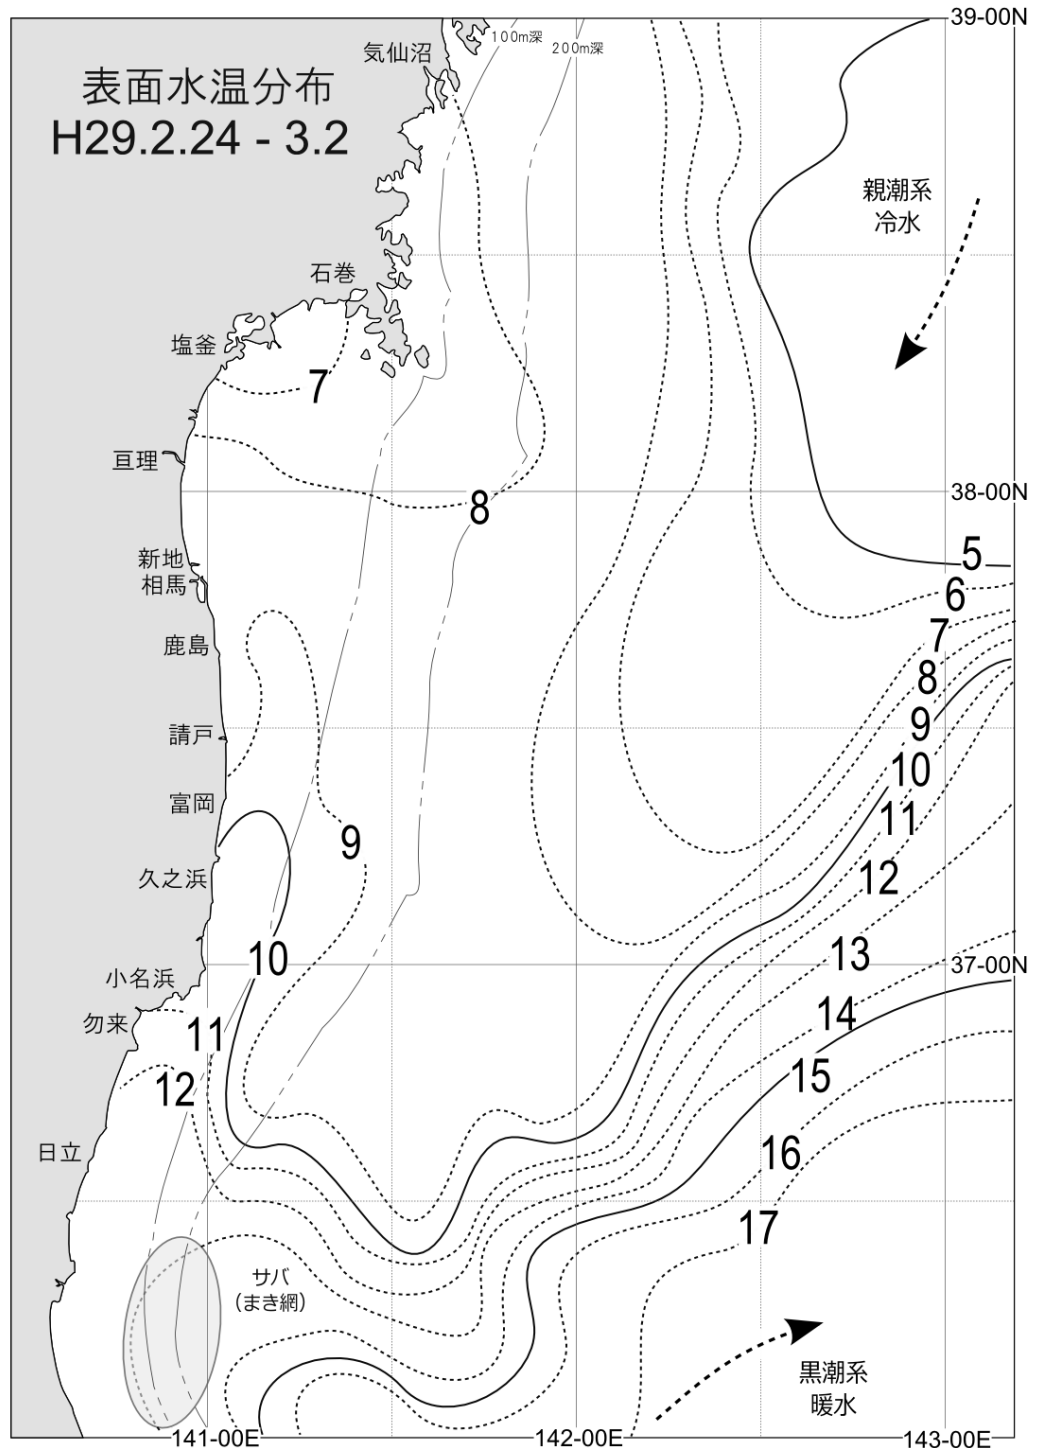 39-00N
100m深
200m深
気仙沼
表面水温分布
H29.2.24 - 3.2
親潮系
冷水
石巻
塩釜
7
亘理
8
38-00N
新地
相馬
5
6
7
鹿島
8
請戸
9
10
富岡
11
9
久之浜
12
10
13
37-00N
小名浜
14
勿来
11
15
12
日立
16
17
サバ
(まき網)
黒潮系
暖水
141-00E
142-00E
143-00E